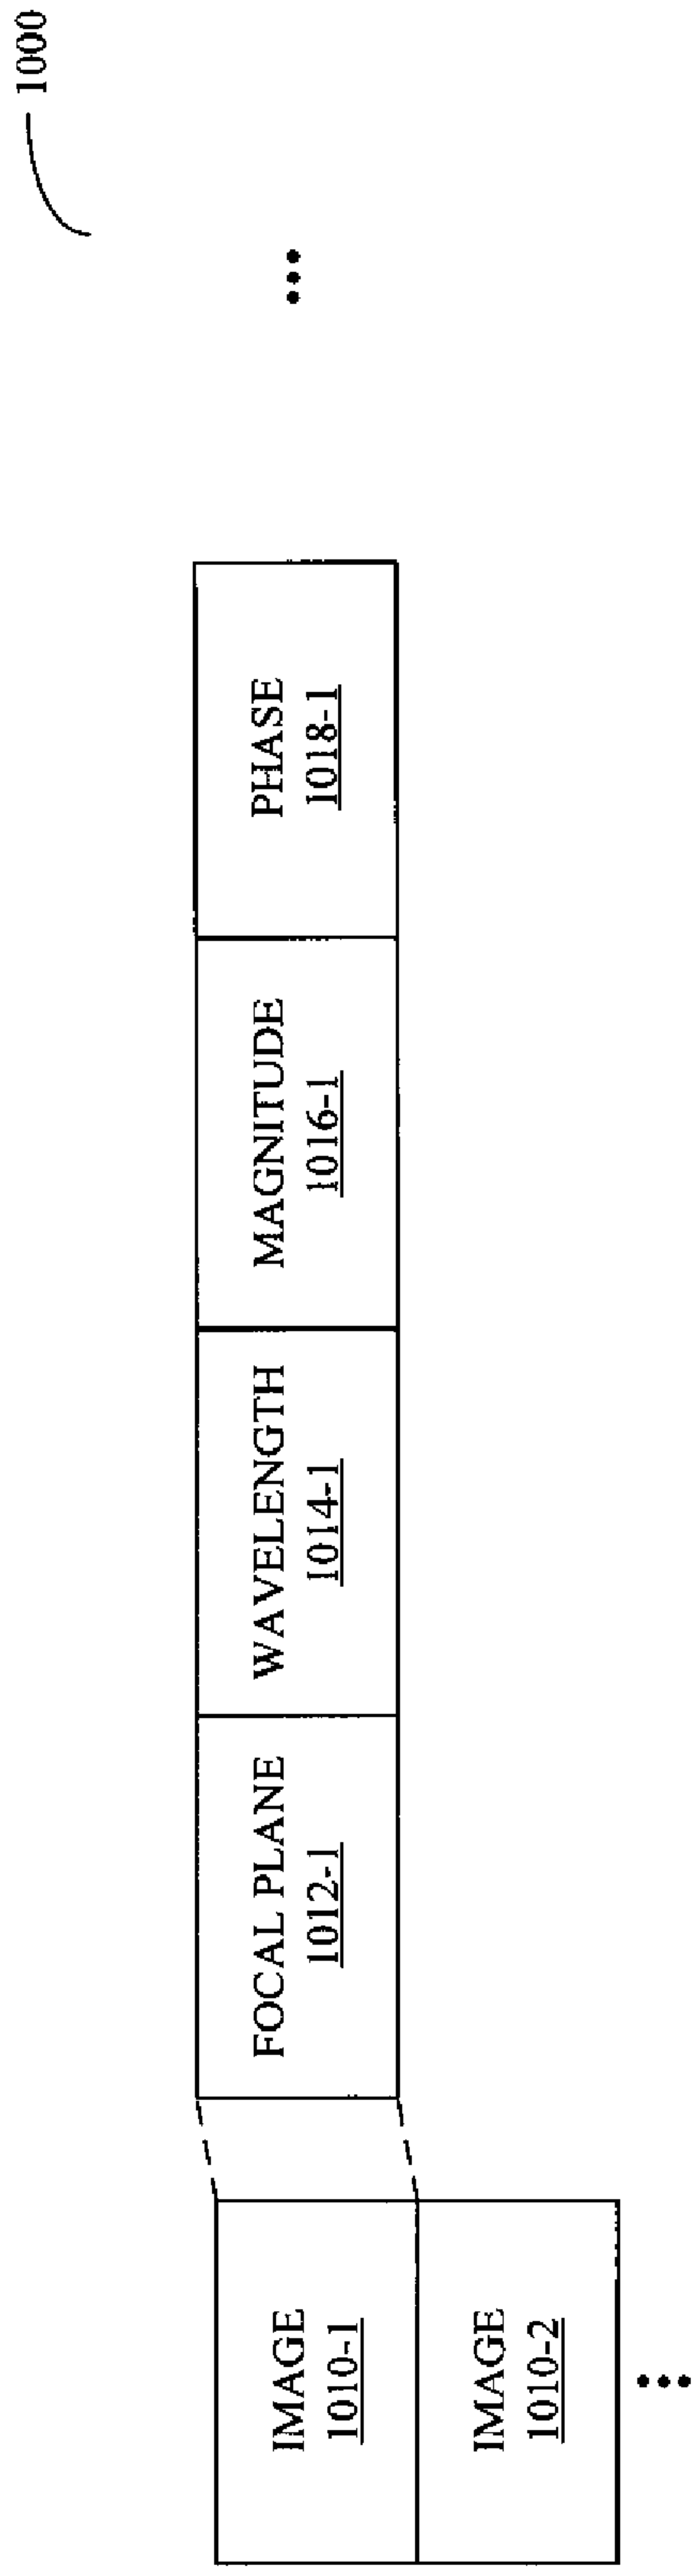 1000
IMAGE
1010-1
FOCAL PLANE
1012-1
WAVELENGTH
1014-1
MAGNITUDE
1016-1
PHASE
1018-1
...
IMAGE
1010-2
...